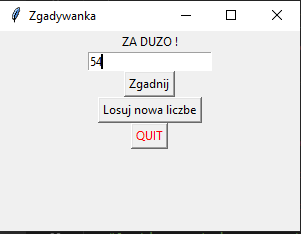 Zgadywanka
ZA DUZO !
54
Zgadnij
Losuj nowa liczbe
QUIT